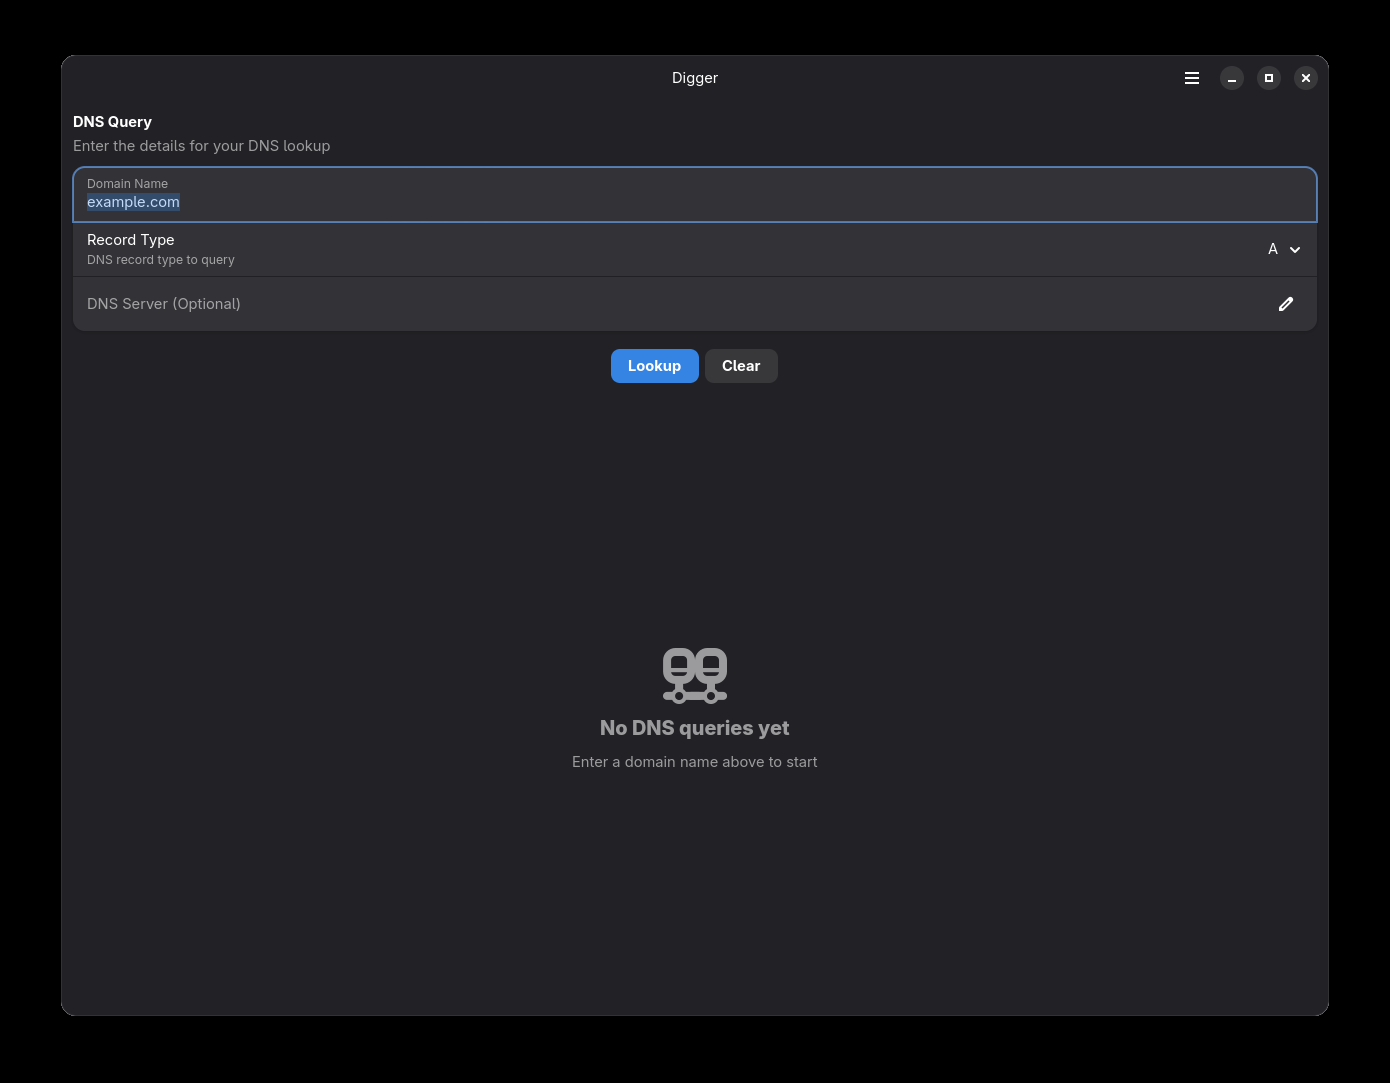 Digger
DNS Query
Enter the details for your DNS lookup
Domain Name
example.com
Record Type
DNS record type to query
A
DNS Server (Optional)
Lookup
Clear
No DNS queries yet
Enter a domain name above to start